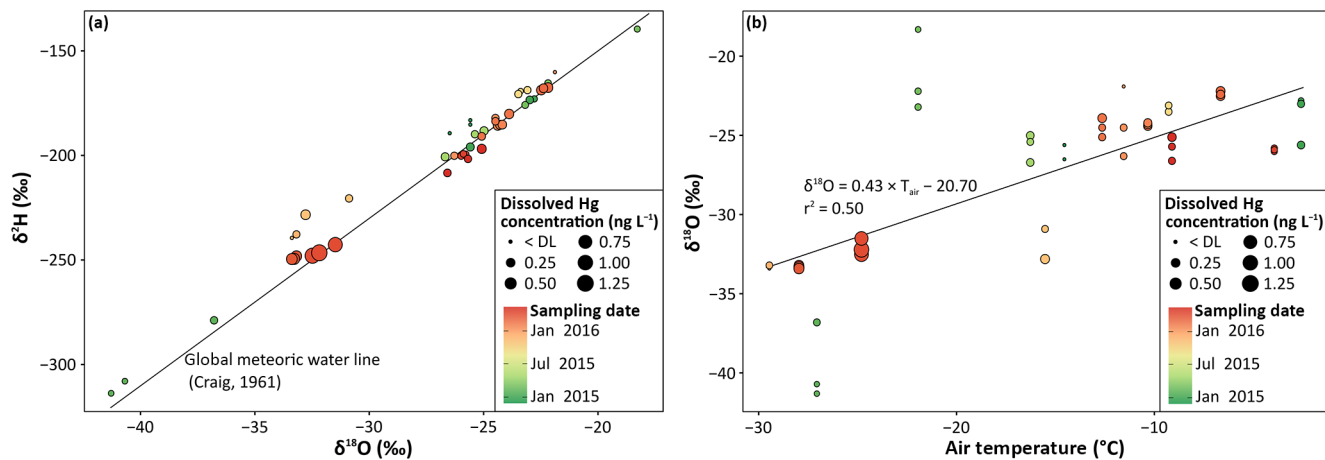 (a)
−150
−200
−250
−300
δ²H (‰)
Global meteoric water line
(Craig, 1961)
Dissolved Hg
concentration (ng L⁻¹)
< DL 0.75
0.25 1.00
0.50 1.25
Sampling date
Jan 2016
Jul 2015
Jan 2015
−40 −35 −30 −25 −20
δ¹⁸O (‰)
(b)
−20
−25
−30
−35
−40
δ¹⁸O (‰)
δ¹⁸O = 0.43 × Tₐᵢᵣ − 20.70
r² = 0.50
Dissolved Hg
concentration (ng L⁻¹)
< DL 0.75
0.25 1.00
0.50 1.25
Sampling date
Jan 2016
Jul 2015
Jan 2015
−30 −20 −10
Air temperature (°C)